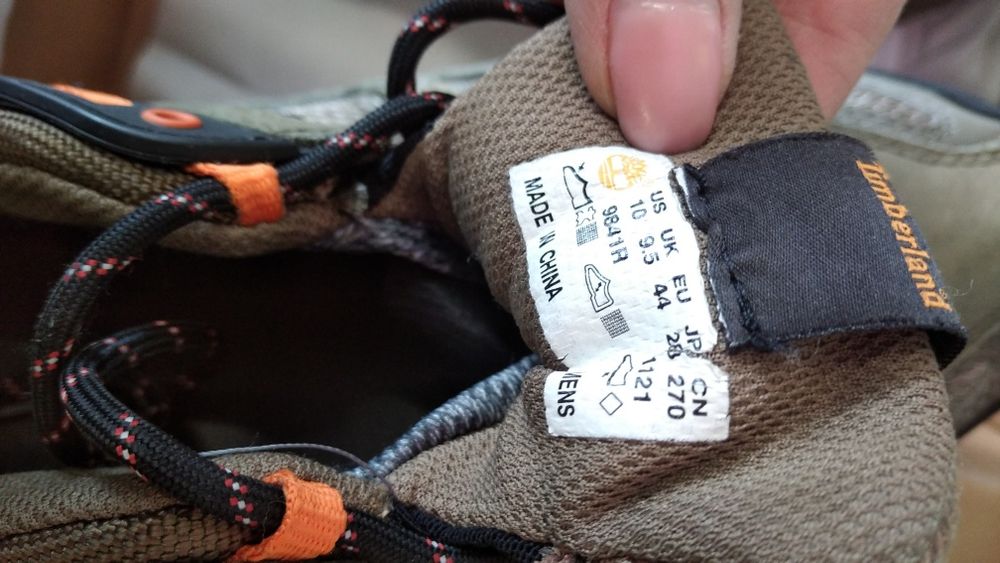 Timberland
US UK EU JP CN
10 9.5 44 28 270
9841R 1121
MADE IN CHINA
MENS